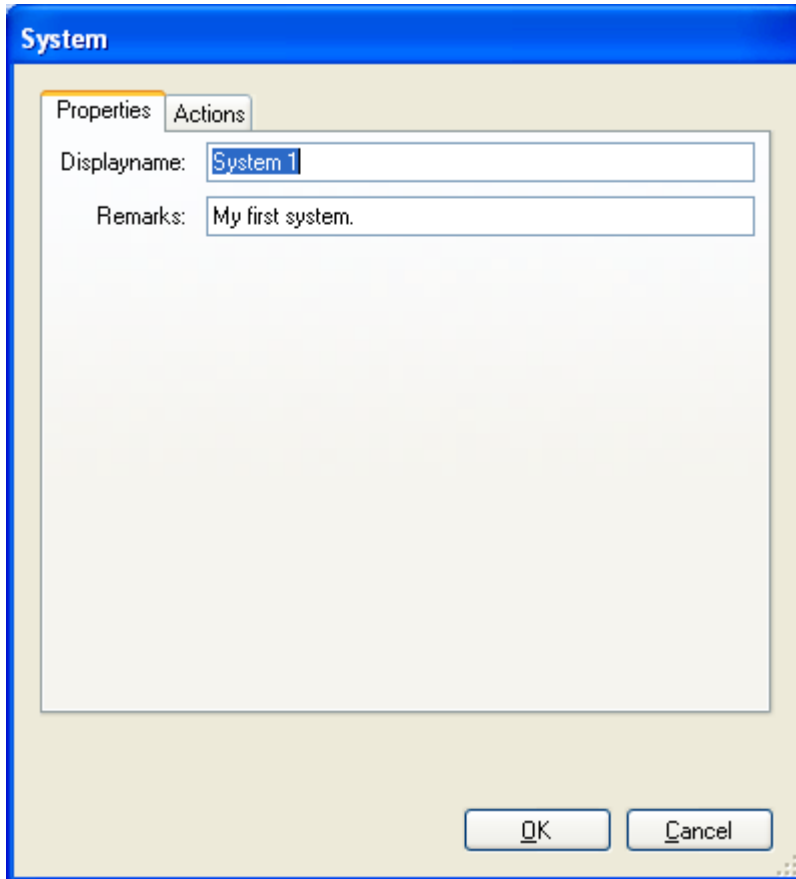 System
Properties Actions
Displayname: System 1
Remarks: My first system.
OK Cancel